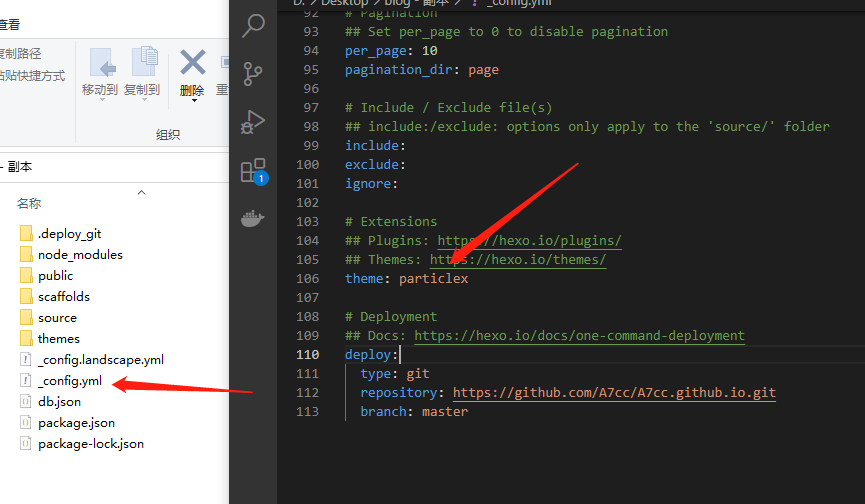 查看
复制路径
粘贴快捷方式
移动到 复制到 删除
组织
- 副本
名称
.deploy_git
node_modules
public
scaffolds
source
themes
_config.landscape.yml
_config.yml
db.json
package.json
package-lock.json
1
D: > Desktop > blog - 副本 > ! _config.yml
92 # Pagination
93 ## Set per_page to 0 to disable pagination
94 per_page: 10
95 pagination_dir: page
96
97 # Include / Exclude file(s)
98 ## include:/exclude: options only apply to the 'source/' folder
99 include:
100 exclude:
101 ignore:
102
103 # Extensions
104 ## Plugins: https://hexo.io/plugins/
105 ## Themes: https://hexo.io/themes/
106 theme: particlex
107
108 # Deployment
109 ## Docs: https://hexo.io/docs/one-command-deployment
110 deploy:
111 type: git
112 repository: https://github.com/A7cc/A7cc.github.io.git
113 branch: master